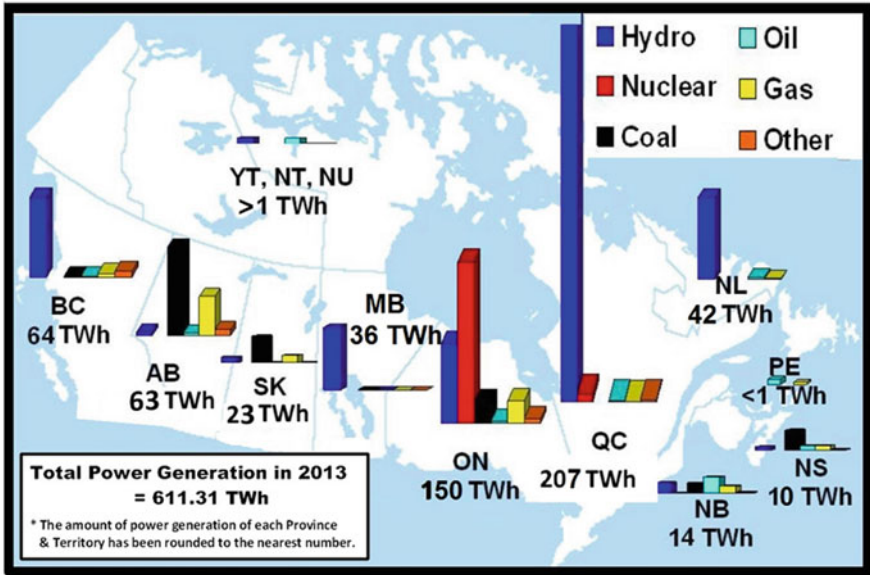 Hydro
Oil
Nuclear
Gas
Coal
Other
YT, NT, NU
>1 TWh
BC
64 TWh
AB
63 TWh
SK
23 TWh
MB
36 TWh
ON
150 TWh
QC
207 TWh
NL
42 TWh
PE
<1 TWh
NS
10 TWh
NB
14 TWh
Total Power Generation in 2013
= 611.31 TWh
* The amount of power generation of each Province
& Territory has been rounded to the nearest number.